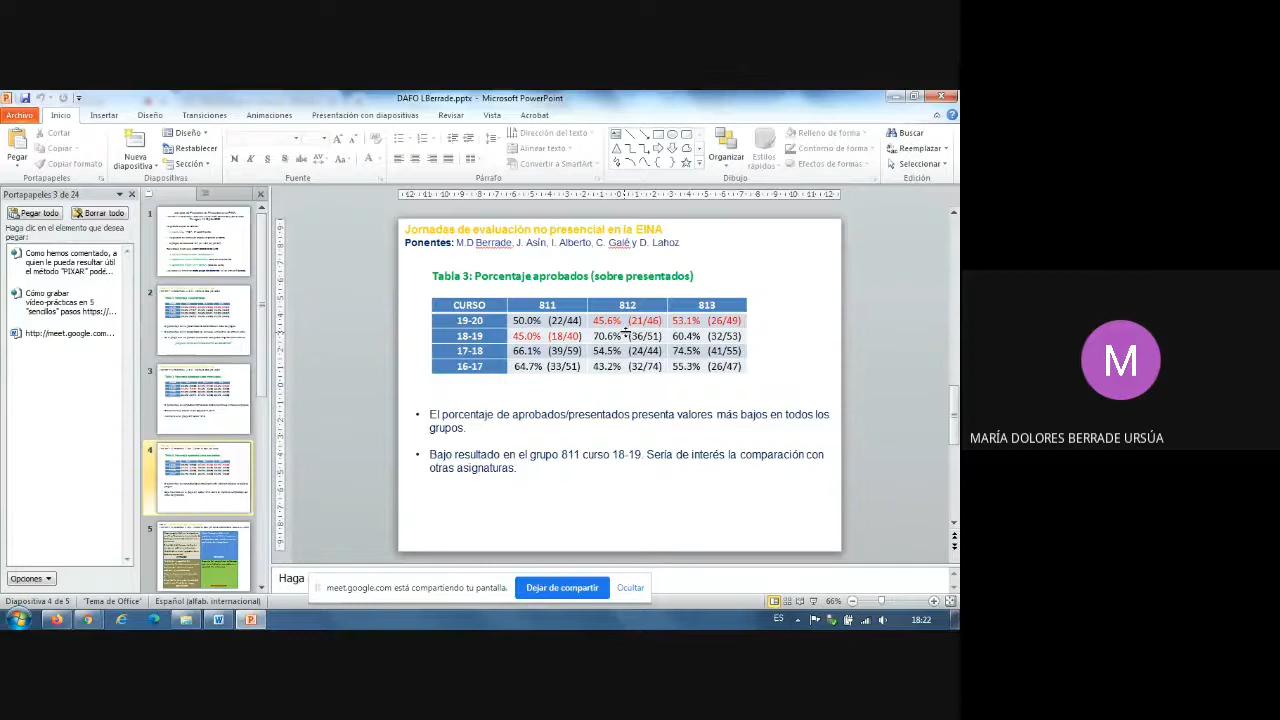 DAFO LBerrade.pptx - Microsoft PowerPoint
Archivo Inicio Insertar Diseño Transiciones Animaciones Presentación con diapositivas Revisar Vista Acrobat
Pegar
Cortar
Copiar
Copiar formato
Portapapeles
Nueva diapositiva
Diseño
Restablecer
Sección
Diapositivas
Fuente
Dirección del texto
Alinear texto
Convertir a SmartArt
Párrafo
Organizar
Estilos rápidos
Relleno de forma
Contorno de forma
Efectos de formas
Dibujo
Buscar
Reemplazar
Seleccionar
Edición
Portapapeles 3 de 24
Pegar todo Borrar todo
Haga clic en el elemento que desea
pegar:
Como hemos comentado, a
quien le pueda resultar útil
el método "PIXAR" podé...
Cómo grabar
vídeo-prácticas en 5
"sencillos" pasos https:/...
http://meet.google.com...
Opciones
1
2
3
4
5
Jornadas de evaluación no presencial en la EINA
Ponentes: M.D Berrade, J. Asín, I. Alberto, C. y D. Lahoz
Tabla 3: Porcentaje aprobados (sobre presentados)
CURSO 811 812 813
19-20 50.0% (22/44) 45.6% (21/46) 53.1% (26/49)
18-19 45.0% (18/40) 70.6% (36/51) 60.4% (32/53)
17-18 66.1% (39/59) 54.5% (24/44) 74.5% (41/55)
16-17 64.7% (33/51) 43.2% (32/74) 55.3% (26/47)
• El porcentaje de aprobados/presentados presenta valores más bajos en todos los
grupos.
• Bajo resultado en el grupo 811 curso 18-19: sería de interés la comparación con
otras asignaturas.
Haga
meet.google.com está compartiendo tu pantalla. Dejar de compartir Ocultar
Diapositiva 4 de 5 "Tema de Office" Español (alfab. internacional) 66%
ES 18:22
M
MARÍA DOLORES BERRADE URSÚA